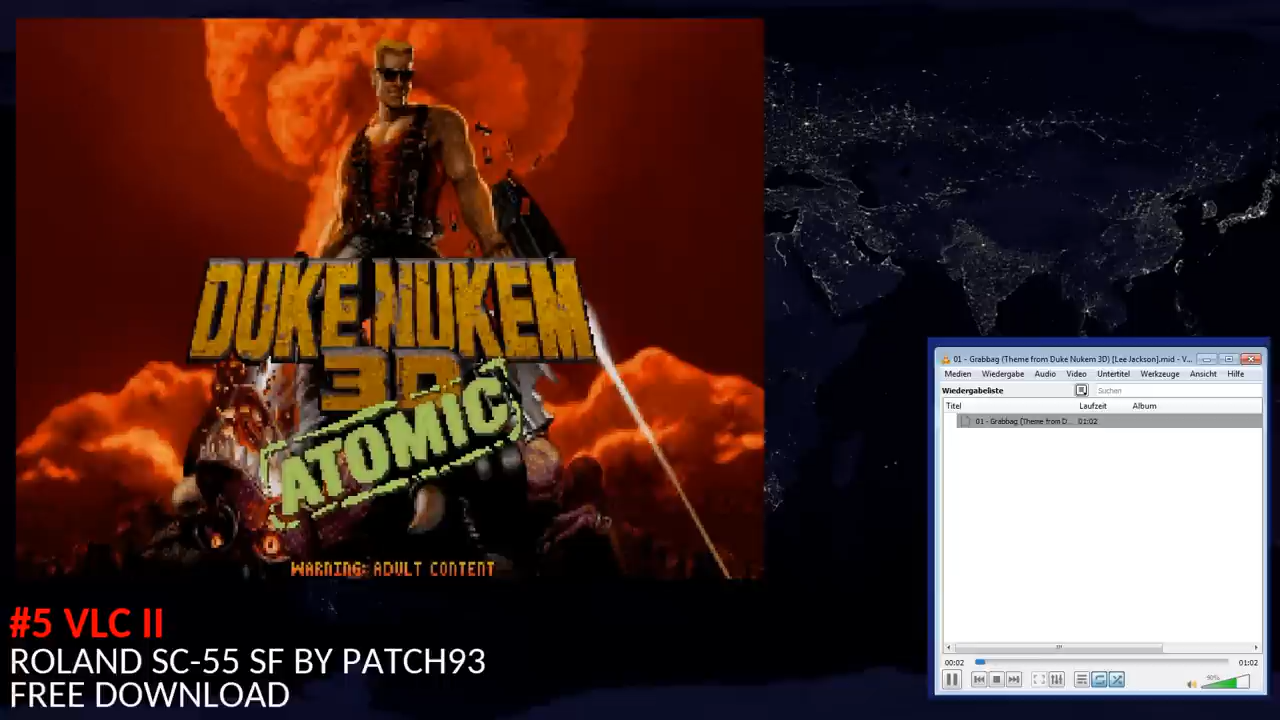 DUKE NUKEM
3D
ATOMIC
WARNING: ADULT CONTENT
#5 VLC II
ROLAND SC-55 SF BY PATCH93
FREE DOWNLOAD
01 - Grabbag (Theme from Duke Nukem 3D) [Lee Jackson].mid - V...
Medien Wiedergabe Audio Video Untertitel Werkzeuge Ansicht Hilfe
Wiedergabeliste Suchen
Titel Laufzeit Album
01 - Grabbag (Theme from D... 01:02
00:02 01:02
90%